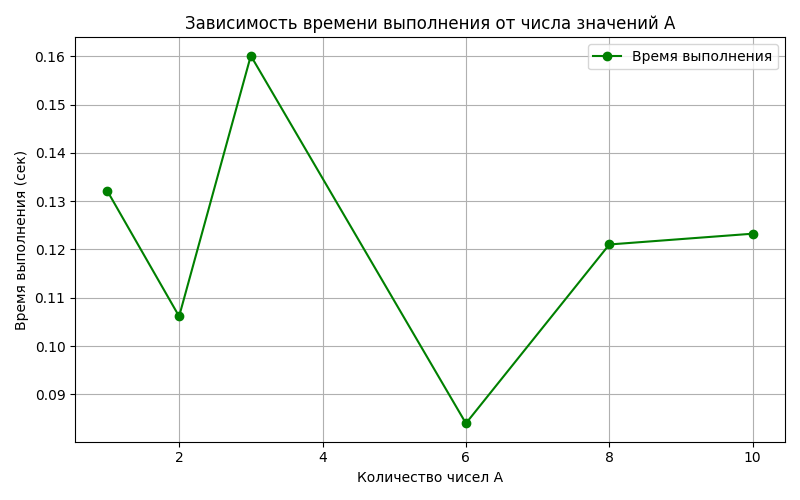 Зависимость времени выполнения от числа значений A
Время выполнения
Время выполнения (сек)
0.16
0.15
0.14
0.13
0.12
0.11
0.10
0.09
2 4 6 8 10
Количество чисел A